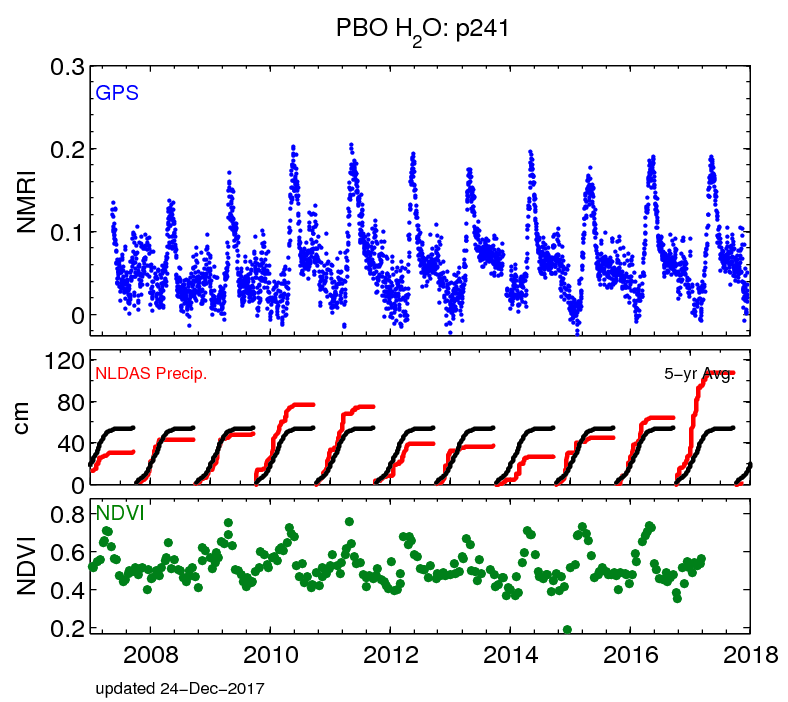 PBO H2O: p241
0.3
GPS
0.2
NMRI
0.1
0
120
NLDAS Precip.
5-yr Avg.
80
cm
40
0
0.8
NDVI
0.6
NDVI
0.4
0.2
2008 2010 2012 2014 2016 2018
updated 24-Dec-2017